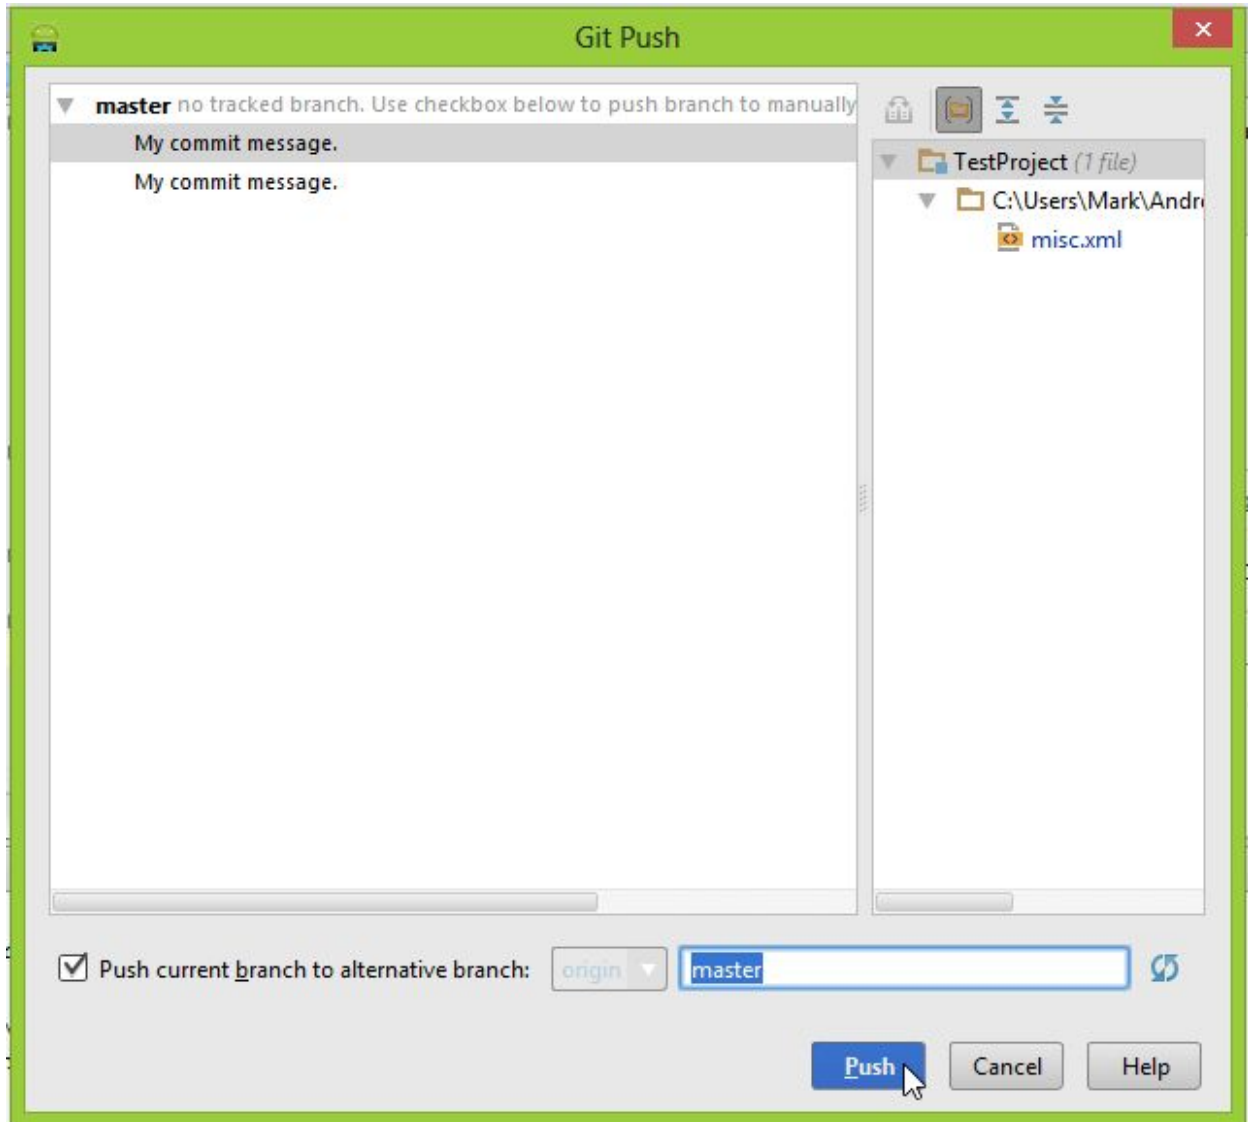 Git Push
master no tracked branch. Use checkbox below to push branch to manually
My commit message.
My commit message.
TestProject (1 file)
C:\Users\Mark\Andr
misc.xml
Push current branch to alternative branch: origin master
Push Cancel Help